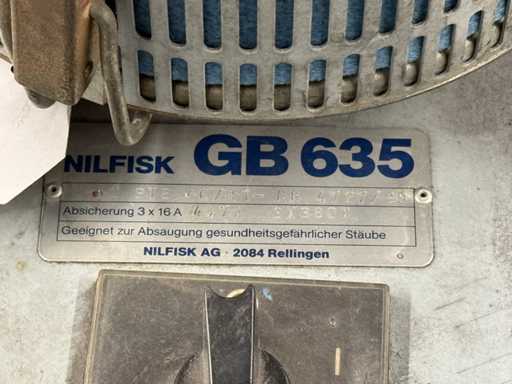 NILFISK GB 635
Absicherung 3 x 16 A
Geeignet zur Absaugung gesundheitsgefährlicher Stäube
NILFISK AG · 2084 Rellingen